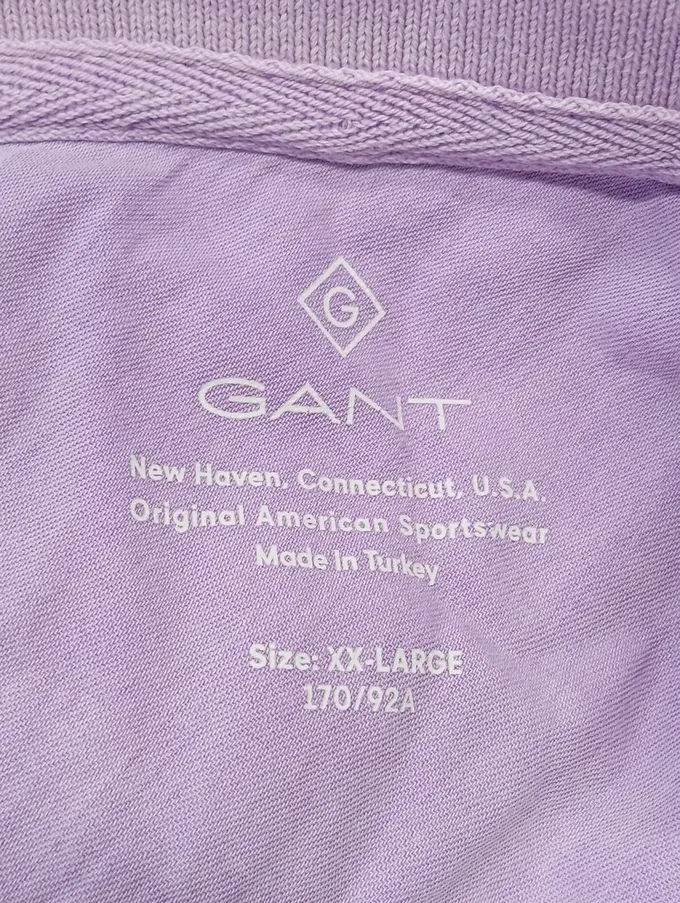 G
GANT
New Haven, Connecticut, U.S.A.
Original American Sportswear
Made In Turkey
Size: XX-LARGE
170/92A